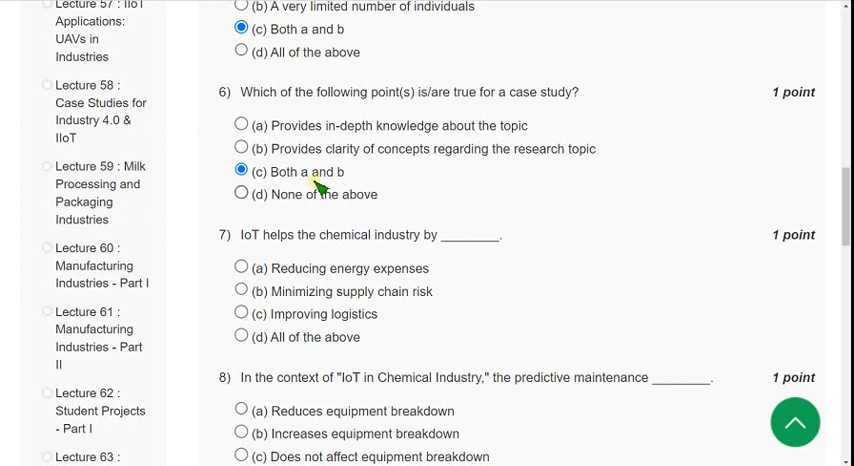 Lecture 57 : IIoT
Applications:
UAVs in
Industries
Lecture 58 :
Case Studies for
Industry 4.0 &
IIoT
Lecture 59 : Milk
Processing and
Packaging
Industries
Lecture 60 :
Manufacturing
Industries - Part I
Lecture 61 :
Manufacturing
Industries - Part
II
Lecture 62 :
Student Projects
- Part I
Lecture 63 :
(b) A very limited number of individuals
(c) Both a and b
(d) All of the above
6) Which of the following point(s) is/are true for a case study? 1 point
(a) Provides in-depth knowledge about the topic
(b) Provides clarity of concepts regarding the research topic
(c) Both a and b
(d) None of the above
7) IoT helps the chemical industry by ________. 1 point
(a) Reducing energy expenses
(b) Minimizing supply chain risk
(c) Improving logistics
(d) All of the above
8) In the context of "IoT in Chemical Industry," the predictive maintenance ________. 1 point
(a) Reduces equipment breakdown
(b) Increases equipment breakdown
(c) Does not affect equipment breakdown